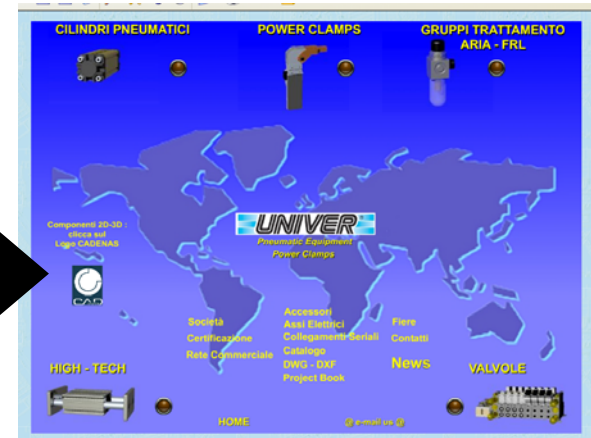 CILINDRI PNEUMATICI
POWER CLAMPS
GRUPPI TRATTAMENTO
ARIA - FRL
Componenti 2D-3D :
clicca sul
Logo CADENAS
CAD
UNIVER
Pneumatic Equipment
Power Clamps
Società
Certificazione
Rete Commerciale
Accessori
Assi Elettrici
Collegamenti Seriali
Catalogo
DWG - DXF
Project Book
Fiere
Contatti
News
HIGH - TECH
VALVOLE
HOME
@ e-mail us @